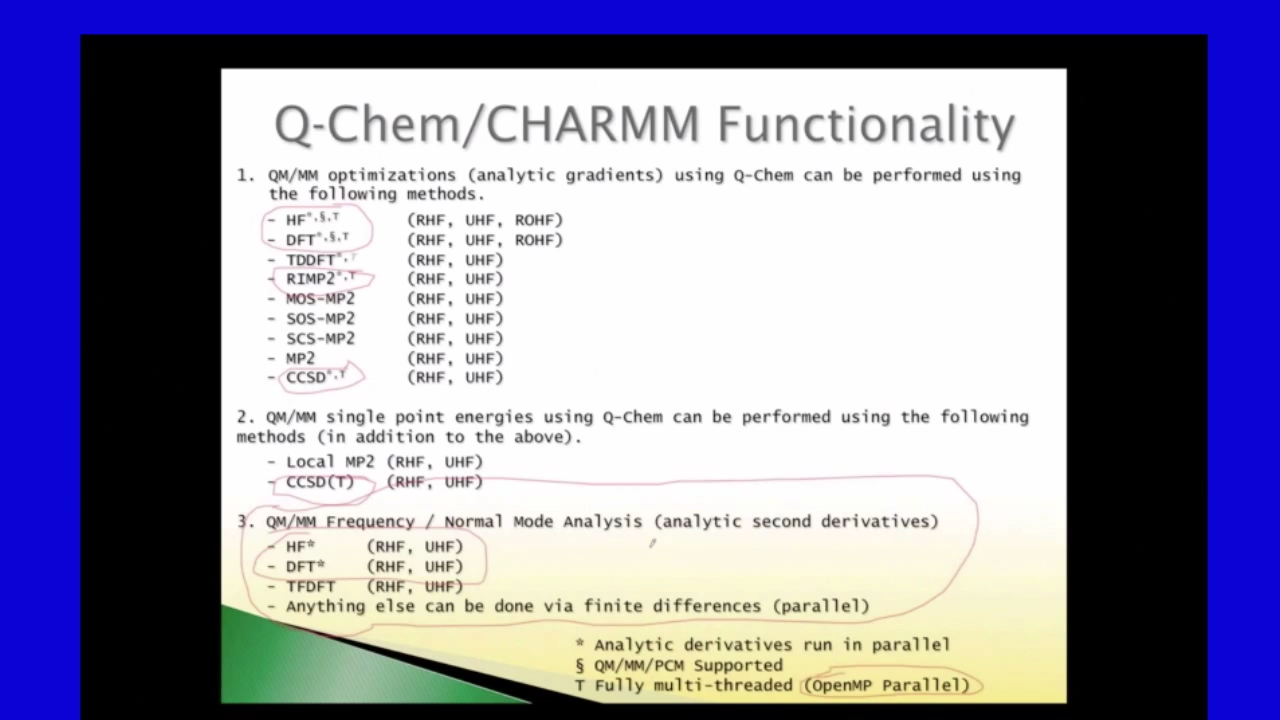 Q-Chem/CHARMM Functionality
1. QM/MM optimizations (analytic gradients) using Q-Chem can be performed using
the following methods.
- HF*,§,T (RHF, UHF, ROHF)
- DFT*,§,T (RHF, UHF, ROHF)
- TDDFT*,T (RHF, UHF)
- RIMP2*,T (RHF, UHF)
- MOS-MP2 (RHF, UHF)
- SOS-MP2 (RHF, UHF)
- SCS-MP2 (RHF, UHF)
- MP2 (RHF, UHF)
- CCSD*,T (RHF, UHF)
2. QM/MM single point energies using Q-Chem can be performed using the following
methods (in addition to the above).
- Local MP2 (RHF, UHF)
- CCSD(T) (RHF, UHF)
3. QM/MM Frequency / Normal Mode Analysis (analytic second derivatives)
- HF* (RHF, UHF)
- DFT* (RHF, UHF)
- TFDFT (RHF, UHF)
- Anything else can be done via finite differences (parallel)
* Analytic derivatives run in parallel
§ QM/MM/PCM Supported
T Fully multi-threaded (OpenMP Parallel)